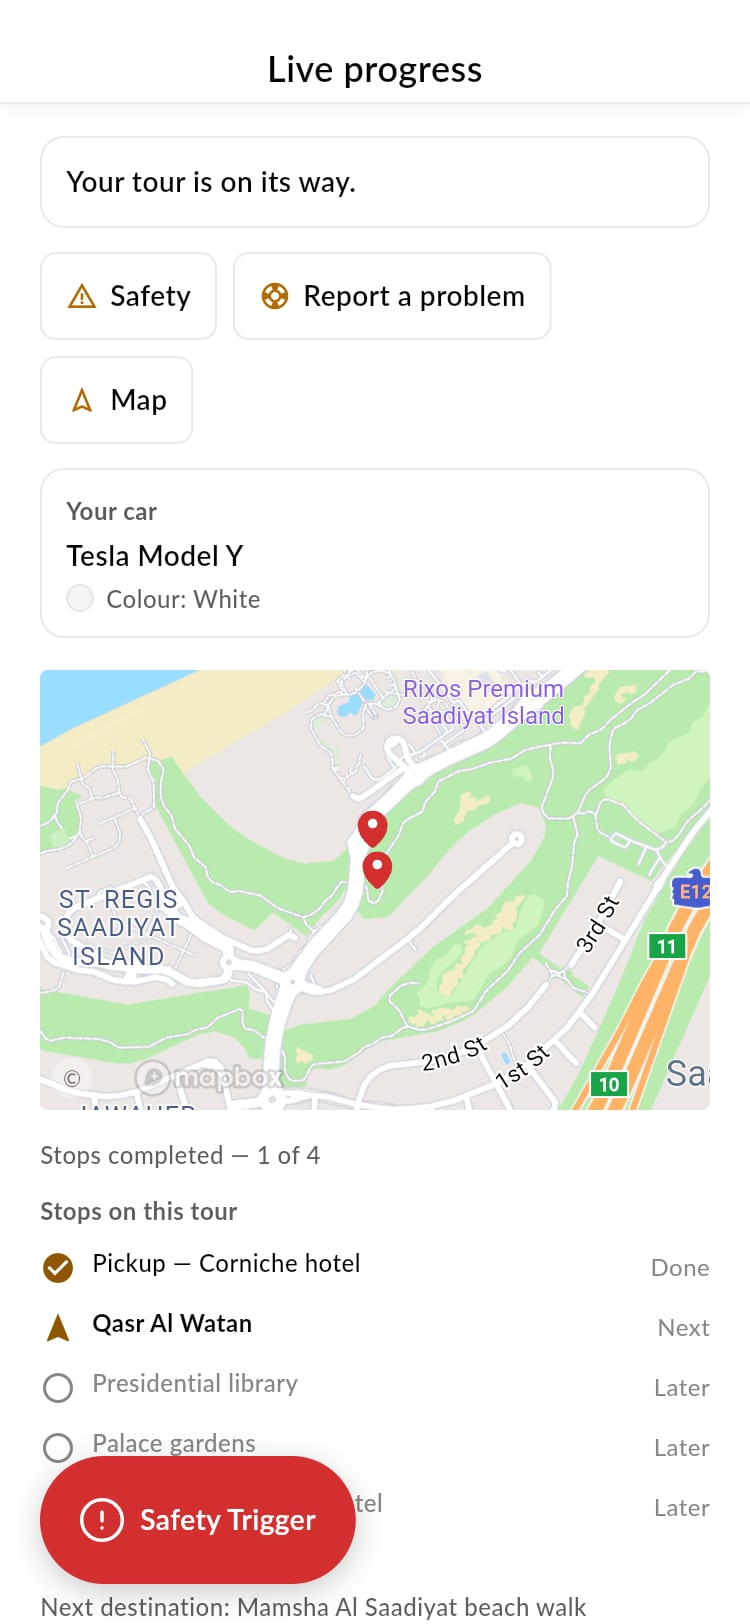 Live progress
Your tour is on its way.
Safety
Report a problem
Map
Your car
Tesla Model Y
Colour: White
Rixos Premium
Saadiyat Island
ST. REGIS
SAADIYAT
ISLAND
3rd St
E12
11
2nd St
1st St
10
© mapbox
Stops completed — 1 of 4
Stops on this tour
Pickup — Corniche hotel Done
Qasr Al Watan Next
Presidential library Later
Palace gardens Later
Later
Safety Trigger
Next destination: Mamsha Al Saadiyat beach walk